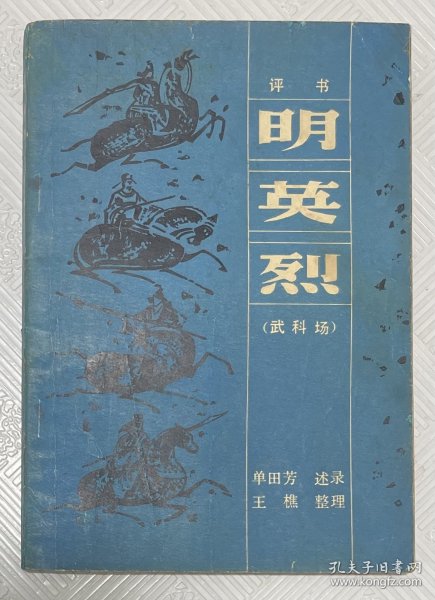 评书
明
英
烈
(武科场)
单田芳 述录
王樵 整理
孔夫子旧书网
www.kongfz.com